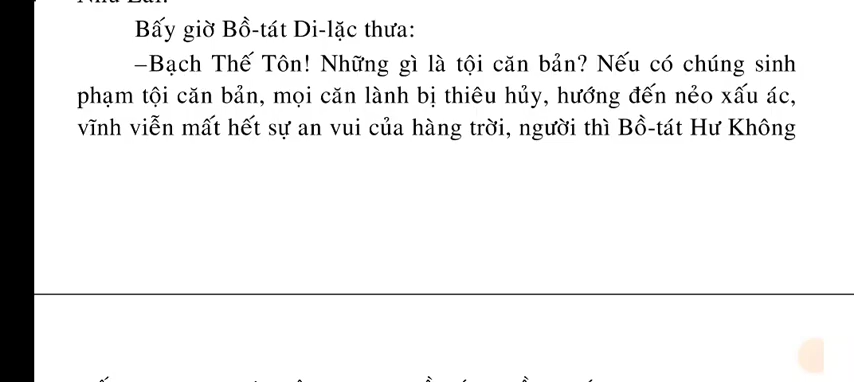 Bấy giờ Bồ-tát Di-lặc thưa:
–Bạch Thế Tôn! Những gì là tội căn bản? Nếu có chúng sinh
phạm tội căn bản, mọi căn lành bị thiêu hủy, hướng đến nẻo xấu ác,
vĩnh viễn mất hết sự an vui của hàng trời, người thì Bồ-tát Hư Không